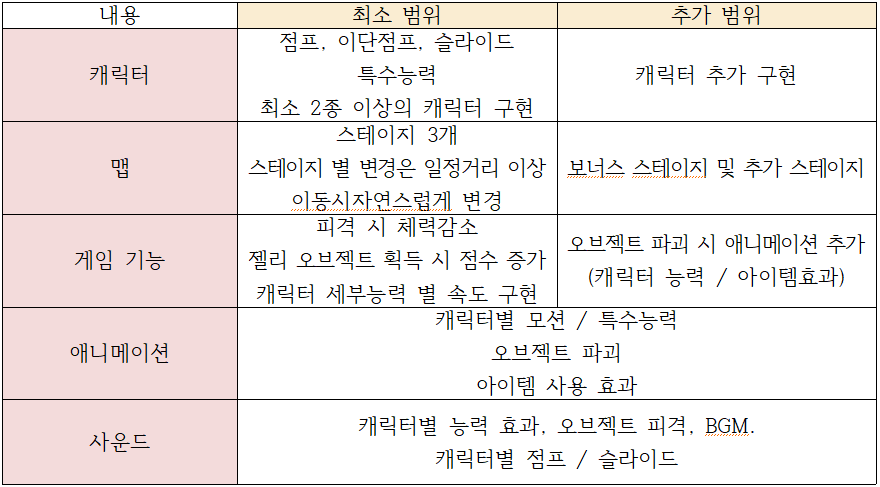 내용 최소 범위 추가 범위
캐릭터
점프, 이단점프, 슬라이드
특수능력
최소 2종 이상의 캐릭터 구현
캐릭터 추가 구현
맵
스테이지 3개
스테이지 별 변경은 일정거리 이상
이동시자연스럽게 변경
보너스 스테이지 및 추가 스테이지
게임 기능
피격 시 체력감소
젤리 오브젝트 획득 시 점수 증가
캐릭터 세부능력 별 속도 구현
오브젝트 파괴 시 애니메이션 추가
(캐릭터 능력 / 아이템효과)
애니메이션
캐릭터별 모션 / 특수능력
오브젝트 파괴
아이템 사용 효과
사운드
캐릭터별 능력 효과, 오브젝트 피격, BGM.
캐릭터별 점프 / 슬라이드